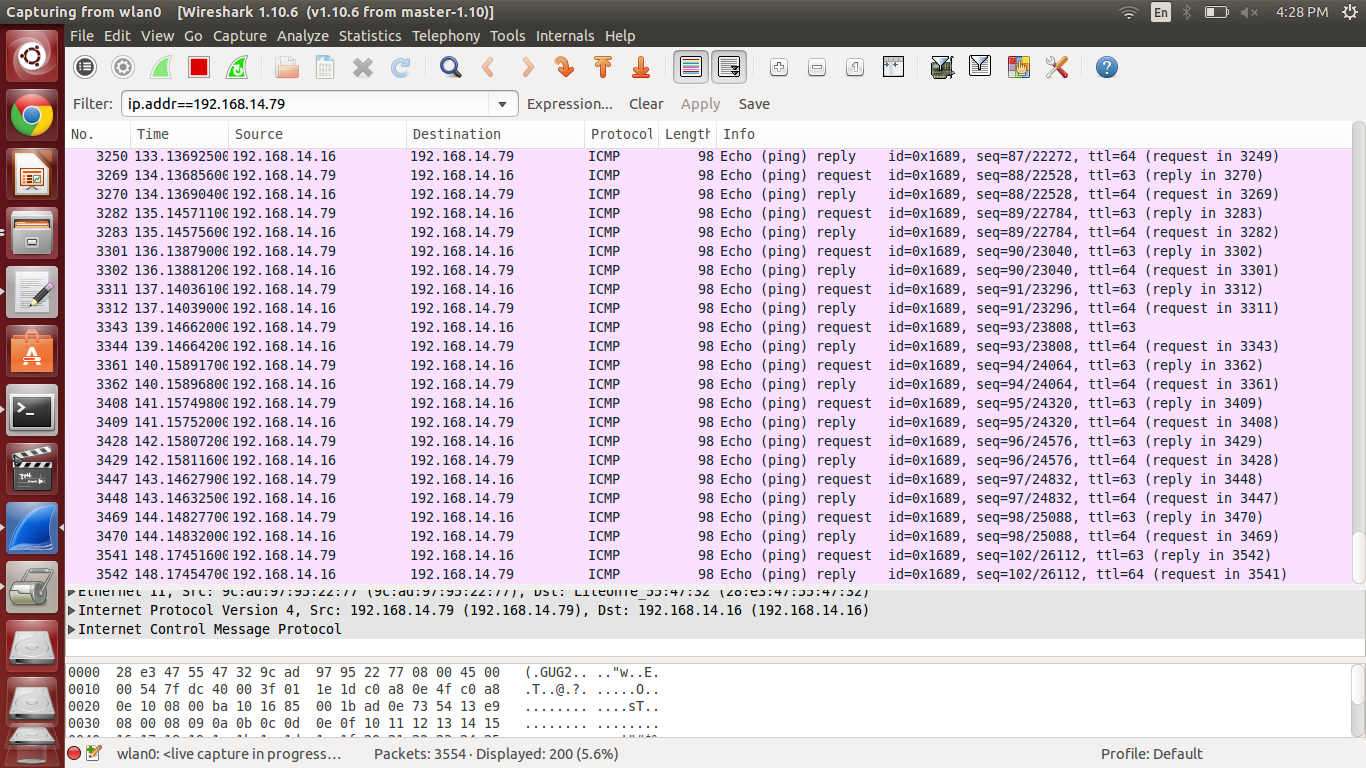 Capturing from wlan0 [Wireshark 1.10.6 (v1.10.6 from master-1.10)] En 4:28 PM
File Edit View Go Capture Analyze Statistics Telephony Tools Internals Help
Filter: ip.addr==192.168.14.79 Expression... Clear Apply Save
No. Time Source Destination Protocol Length Info
3250 133.13692500 192.168.14.16 192.168.14.79 ICMP 98 Echo (ping) reply id=0x1689, seq=87/22272, ttl=64 (request in 3249)
3269 134.13685600 192.168.14.79 192.168.14.16 ICMP 98 Echo (ping) request id=0x1689, seq=88/22528, ttl=63 (reply in 3270)
3270 134.13690400 192.168.14.16 192.168.14.79 ICMP 98 Echo (ping) reply id=0x1689, seq=88/22528, ttl=64 (request in 3269)
3282 135.14571100 192.168.14.79 192.168.14.16 ICMP 98 Echo (ping) request id=0x1689, seq=89/22784, ttl=63 (reply in 3283)
3283 135.14575600 192.168.14.16 192.168.14.79 ICMP 98 Echo (ping) reply id=0x1689, seq=89/22784, ttl=64 (request in 3282)
3301 136.13879000 192.168.14.79 192.168.14.16 ICMP 98 Echo (ping) request id=0x1689, seq=90/23040, ttl=63 (reply in 3302)
3302 136.13881200 192.168.14.16 192.168.14.79 ICMP 98 Echo (ping) reply id=0x1689, seq=90/23040, ttl=64 (request in 3301)
3311 137.14036100 192.168.14.79 192.168.14.16 ICMP 98 Echo (ping) request id=0x1689, seq=91/23296, ttl=63 (reply in 3312)
3312 137.14039000 192.168.14.16 192.168.14.79 ICMP 98 Echo (ping) reply id=0x1689, seq=91/23296, ttl=64 (request in 3311)
3343 139.14662000 192.168.14.79 192.168.14.16 ICMP 98 Echo (ping) request id=0x1689, seq=93/23808, ttl=63
3344 139.14664200 192.168.14.16 192.168.14.79 ICMP 98 Echo (ping) reply id=0x1689, seq=93/23808, ttl=64 (request in 3343)
3361 140.15891700 192.168.14.79 192.168.14.16 ICMP 98 Echo (ping) request id=0x1689, seq=94/24064, ttl=63 (reply in 3362)
3362 140.15896800 192.168.14.16 192.168.14.79 ICMP 98 Echo (ping) reply id=0x1689, seq=94/24064, ttl=64 (request in 3361)
3408 141.15749800 192.168.14.79 192.168.14.16 ICMP 98 Echo (ping) request id=0x1689, seq=95/24320, ttl=63 (reply in 3409)
3409 141.15752000 192.168.14.16 192.168.14.79 ICMP 98 Echo (ping) reply id=0x1689, seq=95/24320, ttl=64 (request in 3408)
3428 142.15807200 192.168.14.79 192.168.14.16 ICMP 98 Echo (ping) request id=0x1689, seq=96/24576, ttl=63 (reply in 3429)
3429 142.15811600 192.168.14.16 192.168.14.79 ICMP 98 Echo (ping) reply id=0x1689, seq=96/24576, ttl=64 (request in 3428)
3447 143.14627900 192.168.14.79 192.168.14.16 ICMP 98 Echo (ping) request id=0x1689, seq=97/24832, ttl=63 (reply in 3448)
3448 143.14632500 192.168.14.16 192.168.14.79 ICMP 98 Echo (ping) reply id=0x1689, seq=97/24832, ttl=64 (request in 3447)
3469 144.14827700 192.168.14.79 192.168.14.16 ICMP 98 Echo (ping) request id=0x1689, seq=98/25088, ttl=63 (reply in 3470)
3470 144.14832000 192.168.14.16 192.168.14.79 ICMP 98 Echo (ping) reply id=0x1689, seq=98/25088, ttl=64 (request in 3469)
3541 148.17451600 192.168.14.79 192.168.14.16 ICMP 98 Echo (ping) request id=0x1689, seq=102/26112, ttl=63 (reply in 3542)
3542 148.17454700 192.168.14.16 192.168.14.79 ICMP 98 Echo (ping) reply id=0x1689, seq=102/26112, ttl=64 (request in 3541)
Ethernet II, Src: 9c:ad:97:95:22:77 (9c:ad:97:95:22:77), Dst: LiteonTe_55:47:32 (28:e3:47:55:47:32)
Internet Protocol Version 4, Src: 192.168.14.79 (192.168.14.79), Dst: 192.168.14.16 (192.168.14.16)
Internet Control Message Protocol
0000 28 e3 47 55 47 32 9c ad 97 95 22 77 08 00 45 00 (.GUG2.. .."w..E.
0010 00 54 7f dc 40 00 3f 01 1e 1d c0 a8 0e 4f c0 a8 .T..@.?. .....O..
0020 0e 10 08 00 ba 10 16 85 00 1b ad 0e 73 54 13 e9 ........ ....sT..
0030 08 00 08 09 0a 0b 0c 0d 0e 0f 10 11 12 13 14 15 ........ ........
wlan0: <live capture in progress... Packets: 3554 · Displayed: 200 (5.6%) Profile: Default